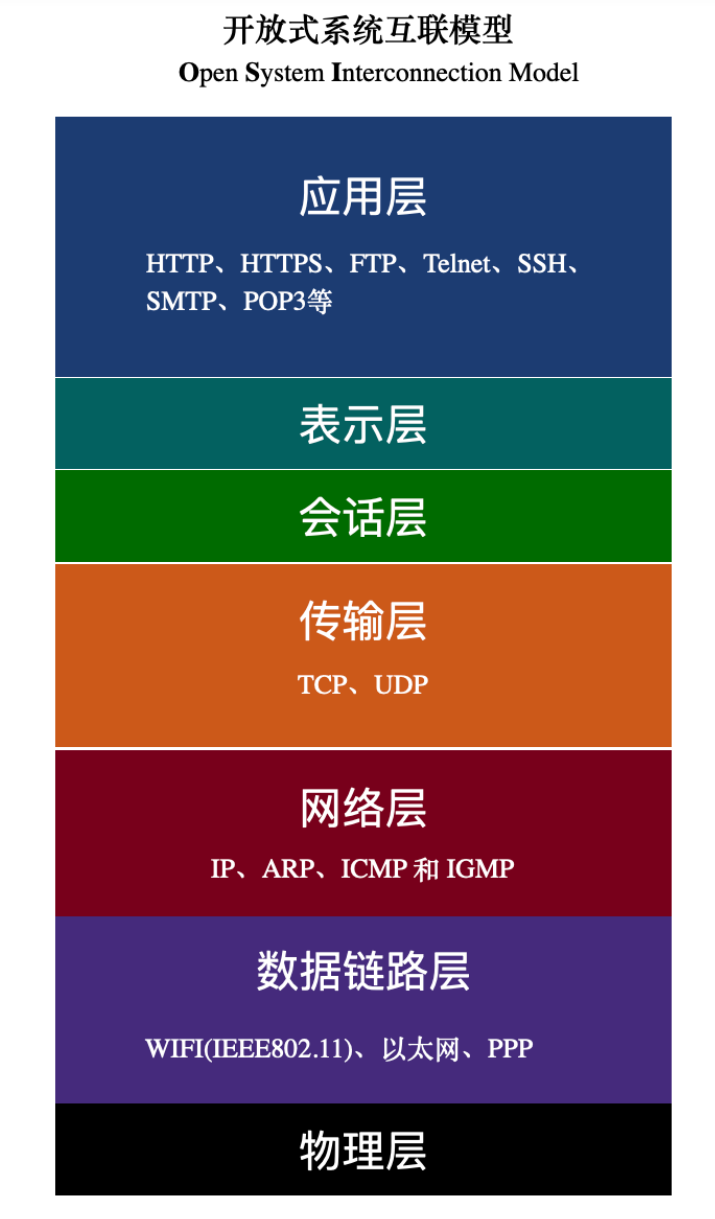 开放式系统互联模型
Open System Interconnection Model
应用层
HTTP、HTTPS、FTP、Telnet、SSH、
SMTP、POP3等
表示层
会话层
传输层
TCP、UDP
网络层
IP、ARP、ICMP 和 IGMP
数据链路层
WIFI(IEEE802.11)、以太网、PPP
物理层